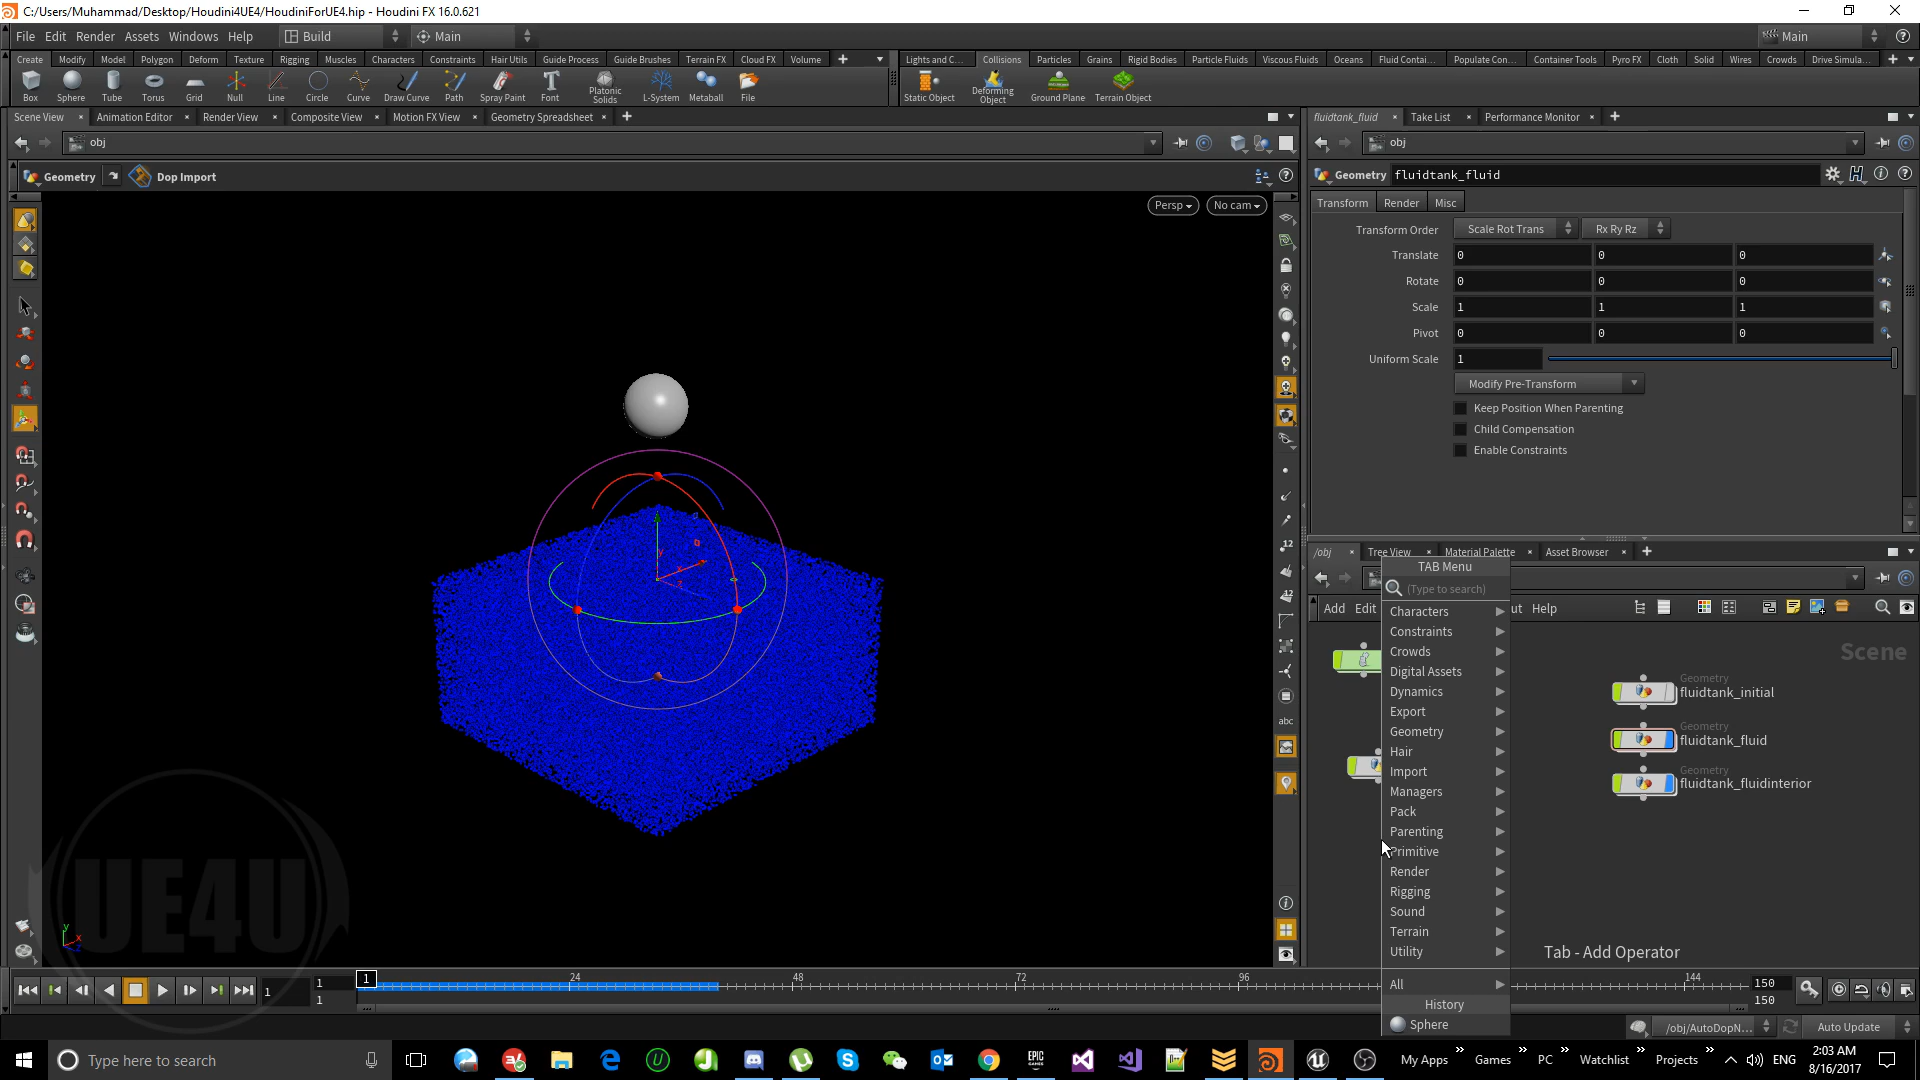 C:/Users/Muhammad/Desktop/Houdini4UE4/HoudiniForUE4.hip - Houdini FX 16.0.621
File Edit Render Assets Windows Help Build Main Main
Create Modify Model Polygon Deform Texture Rigging Muscles Characters Constraints Hair Utils Guide Process Guide Brushes Terrain FX Cloud FX Volume
Lights and C... Collisions Particles Grains Rigid Bodies Particle Fluids Viscous Fluids Oceans Fluid Contai... Populate Con... Container Tools Pyro FX Cloth Solid Wires Crowds Drive Simula...
Box Sphere Tube Torus Grid Null Line Circle Curve Draw Curve Path Spray Paint Font Platonic Solids L-System Metaball File
Static Object Deforming Object Ground Plane Terrain Object
Scene View Animation Editor Render View Composite View Motion FX View Geometry Spreadsheet
fluidtank_fluid Take List Performance Monitor
obj
obj
Geometry Dop Import
Geometry fluidtank_fluid
Persp No cam
Transform Render Misc
Transform Order Scale Rot Trans Rx Ry Rz
Translate 0 0 0
Rotate 0 0 0
Scale 1 1 1
Pivot 0 0 0
Uniform Scale 1
Modify Pre-Transform
Keep Position When Parenting
Child Compensation
Enable Constraints
/obj Tree View Material Palette Asset Browser
TAB Menu
(Type to search)
Add Edit ut Help
Characters
Constraints
Crowds
Digital Assets
Dynamics
Export
Geometry
Hair
Import
Managers
Pack
Parenting
Primitive
Render
Rigging
Sound
Terrain
Utility
All
History
Sphere
Scene
Geometry
fluidtank_initial
Geometry
fluidtank_fluid
Geometry
fluidtank_fluidinterior
Tab - Add Operator
12
12
abc
y
x
z
y
x
z
UE4U
1 1 1 1 24 48 72 96 144 150 150
/obj/AutoDopN... Auto Update
Type here to search
EPIC GAMES
My Apps Games PC Watchlist Projects ENG
2:03 AM
8/16/2017